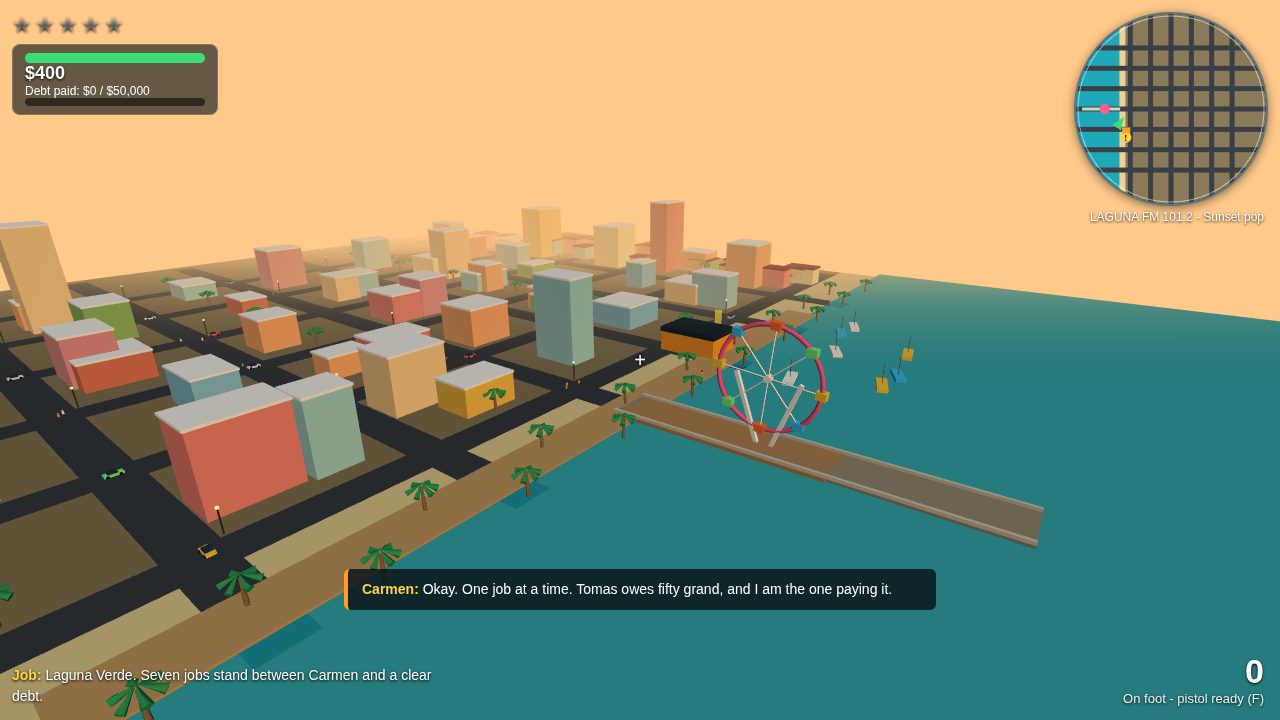 $400
Debt paid: $0 / $50,000
!
LAGUNA FM 101.2 - Sunset pop
Carmen: Okay. One job at a time. Tomas owes fifty grand, and I am the one paying it.
Job: Laguna Verde. Seven jobs stand between Carmen and a clear
debt.
0
On foot - pistol ready (F)